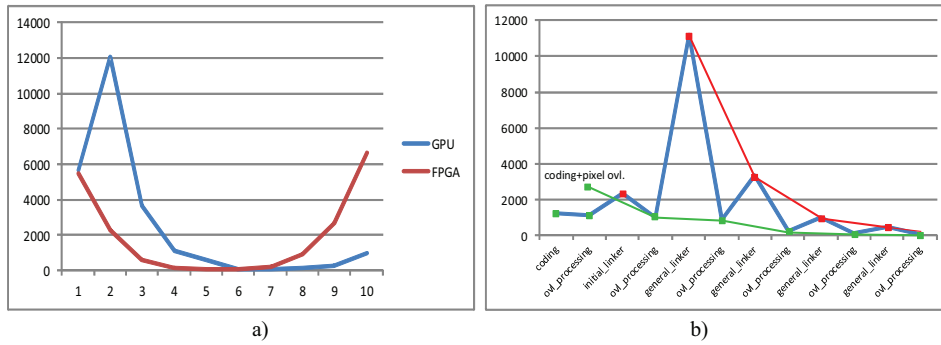 14000
12000
10000
8000
6000
4000
2000
0
1 2 3 4 5 6 7 8 9 10
GPU
FPGA
a)
12000
10000
8000
6000
4000
2000
0
coding+pixel ovl.
coding
ovl_processing
initial_linker
ovl_processing
general_linker
ovl_processing
general_linker
ovl_processing
general_linker
ovl_processing
general_linker
ovl_processing
b)